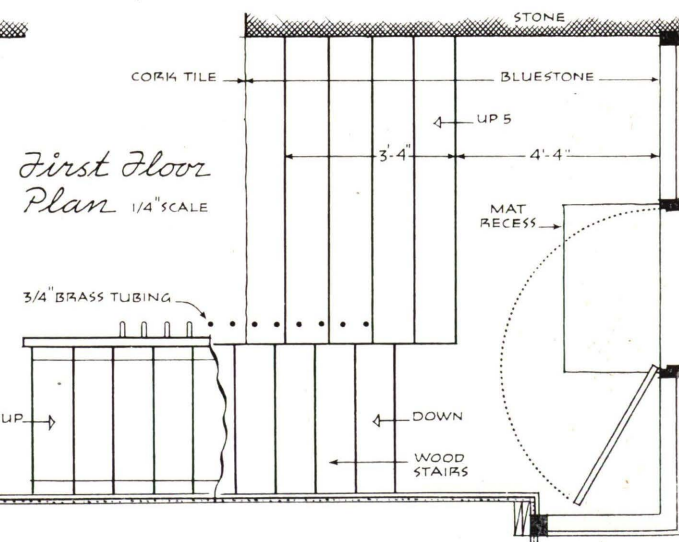 STONE
CORK TILE
BLUESTONE
UP 5
3'-4"
4'-4"
First Floor
Plan 1/4" SCALE
MAT
RECESS
3/4" BRASS TUBING
UP
DOWN
WOOD
STAIRS